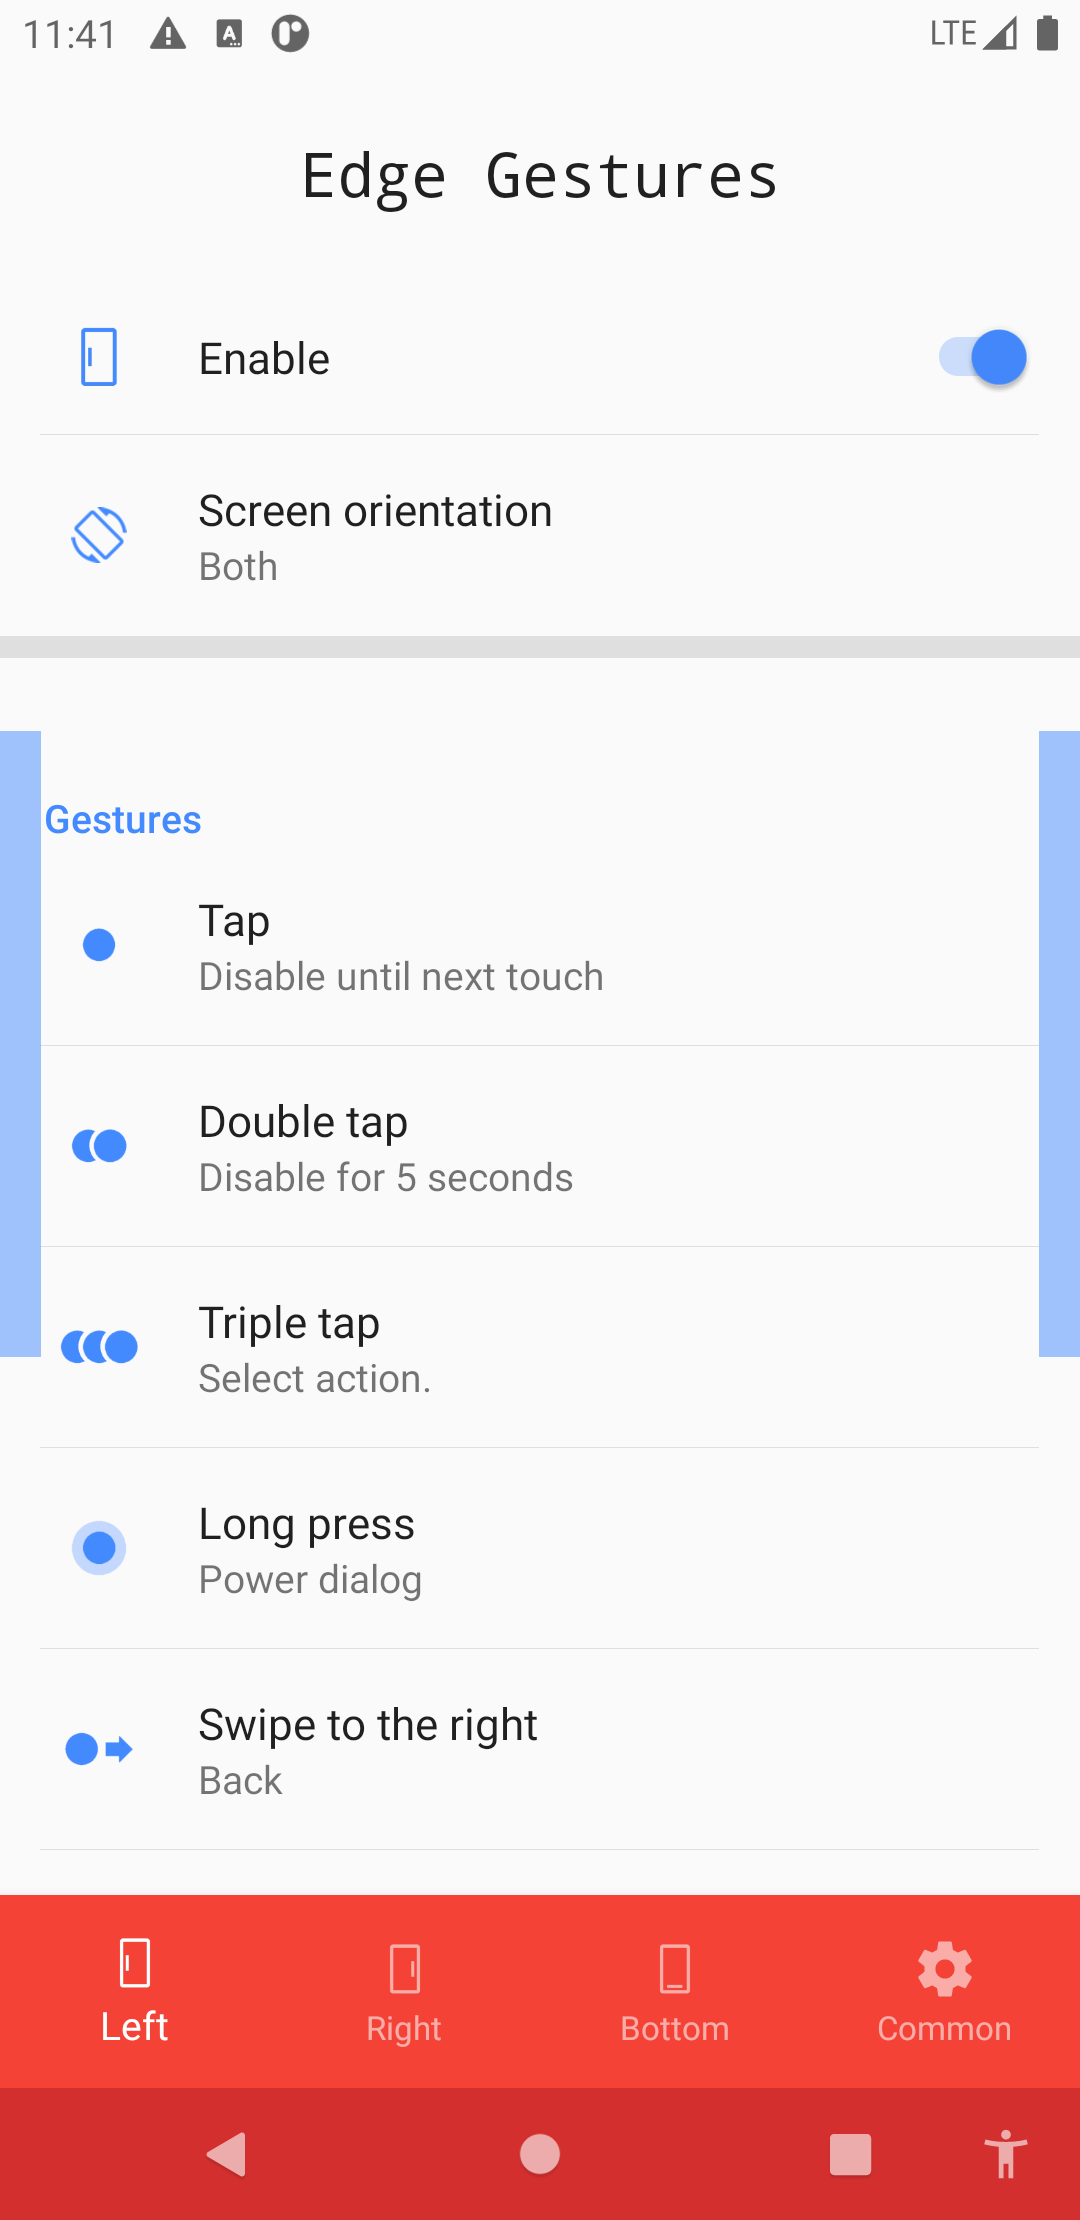 11:41
LTE
Edge Gestures
Enable
Screen orientation
Both
Gestures
Tap
Disable until next touch
Double tap
Disable for 5 seconds
Triple tap
Select action.
Long press
Power dialog
Swipe to the right
Back
Left
Right
Bottom
Common